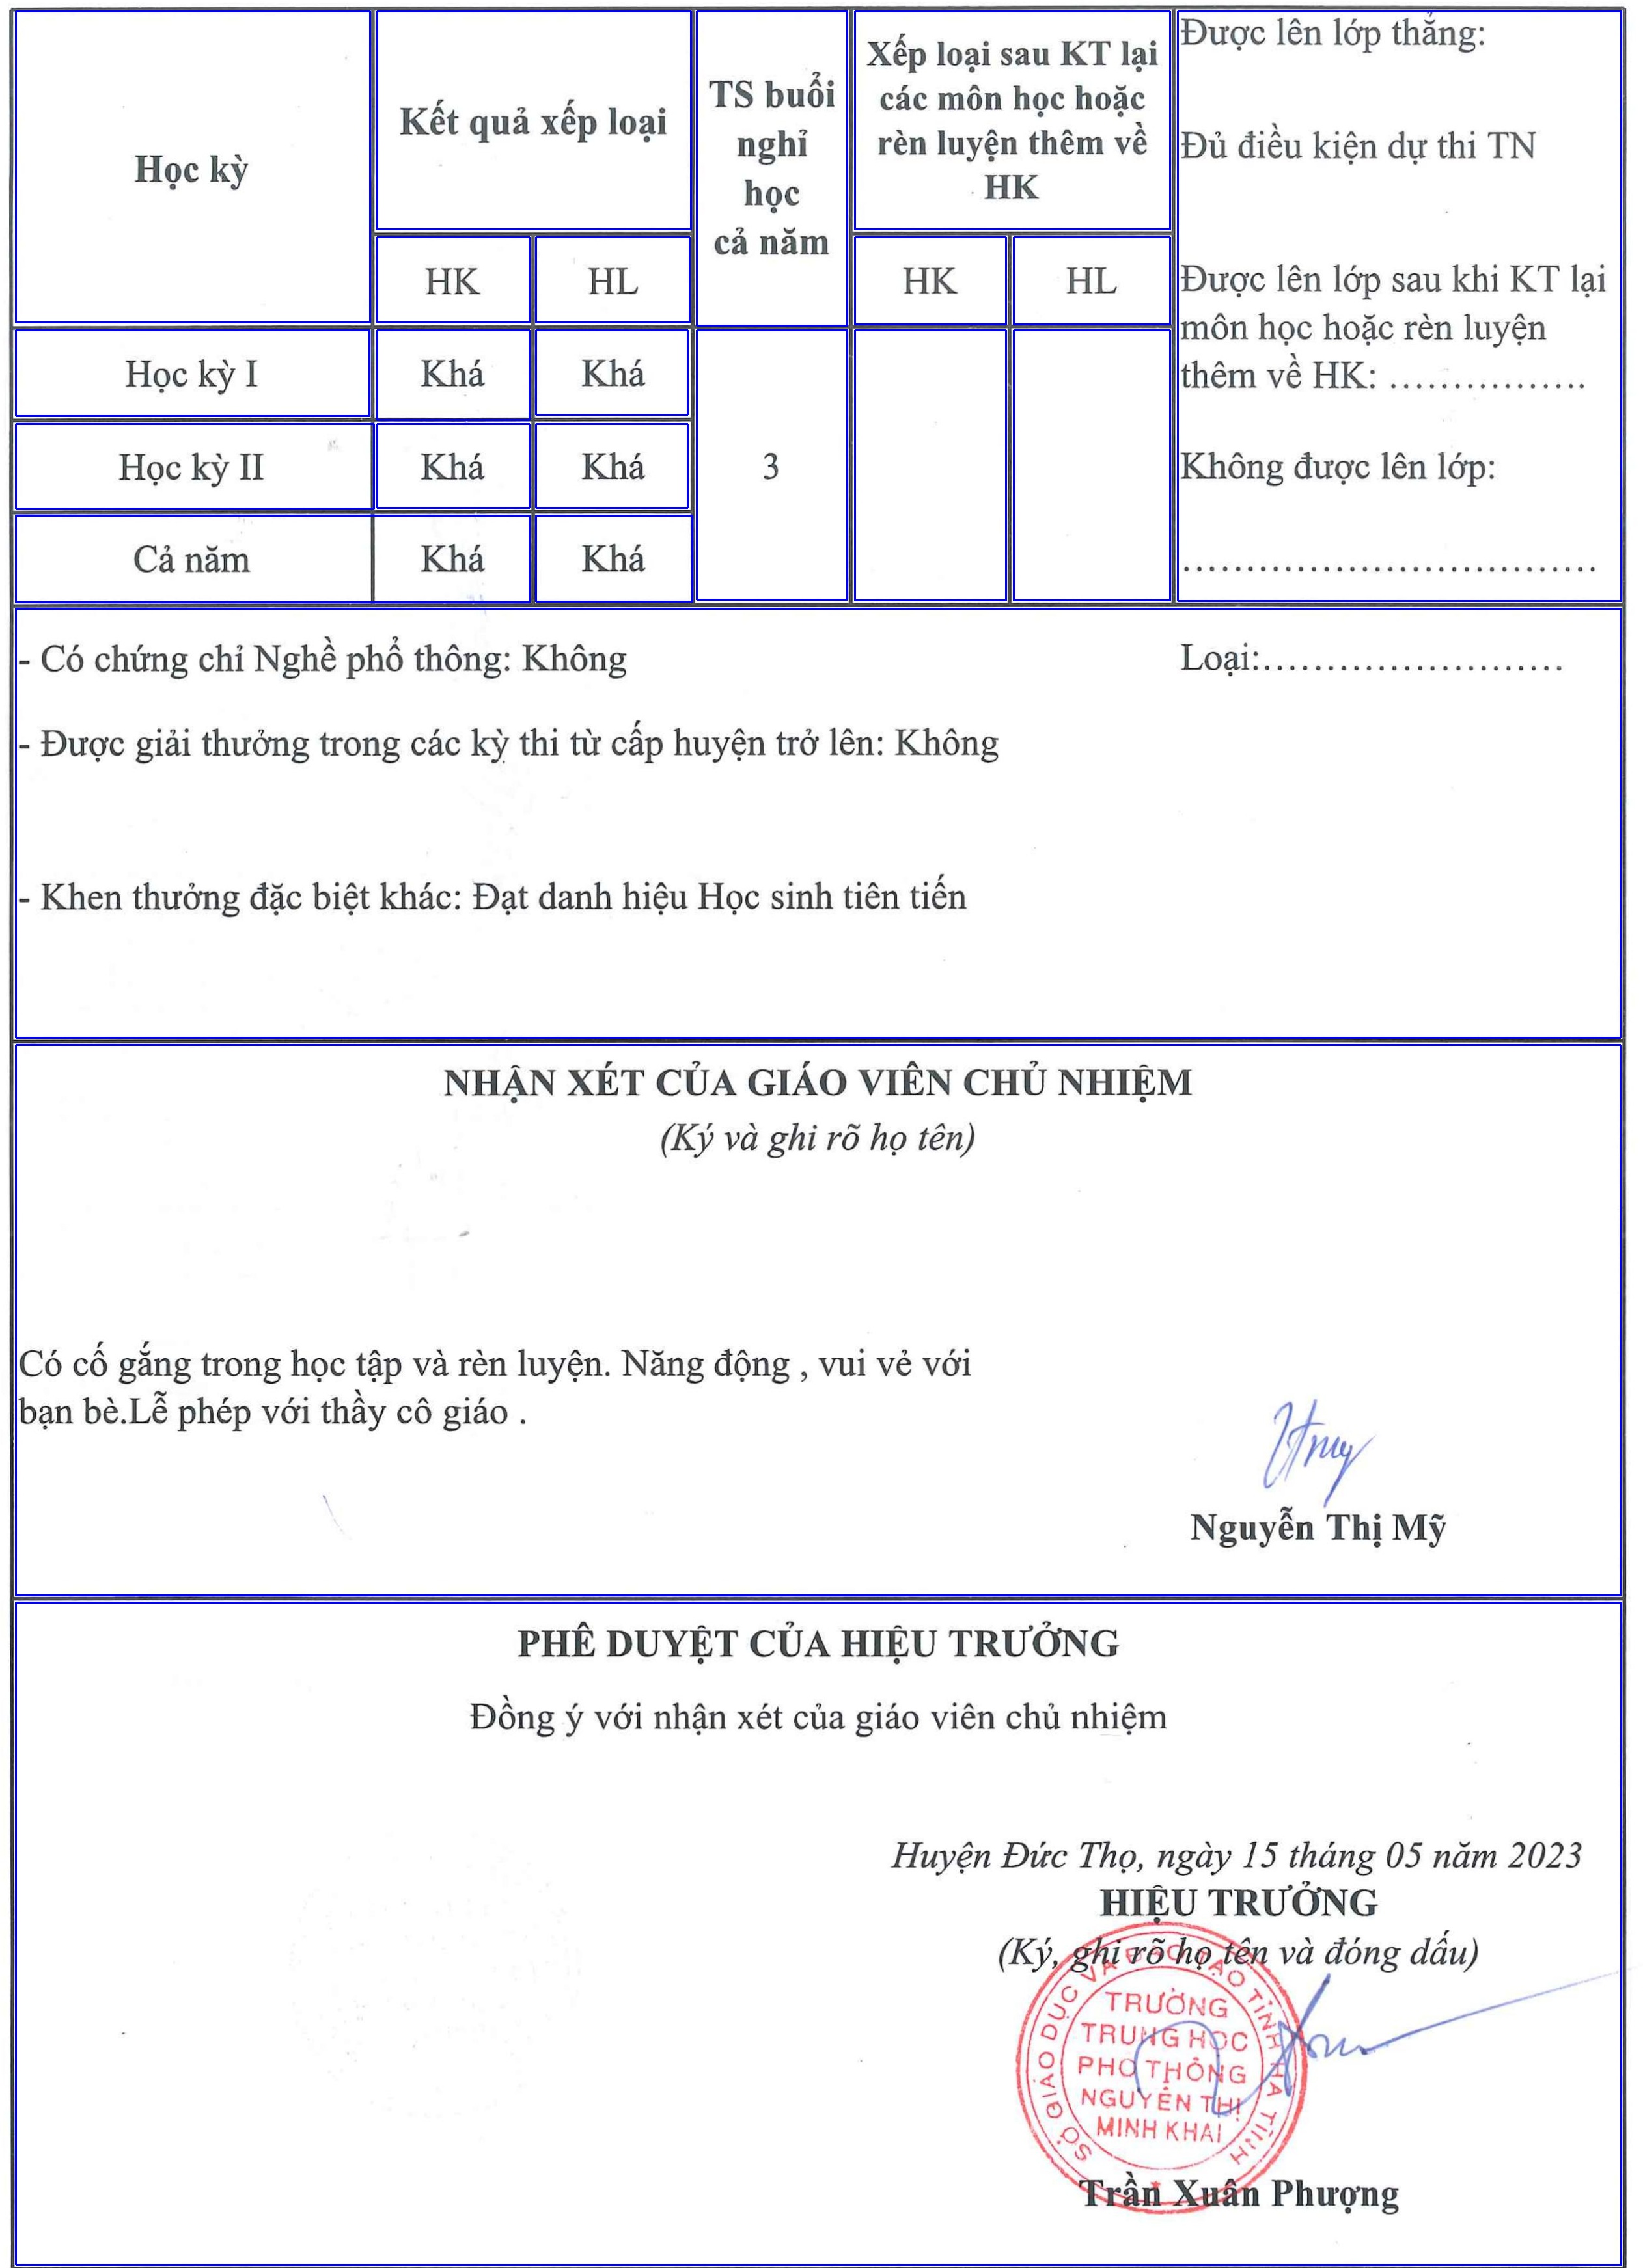 Học kỳ
Kết quả xếp loại
TS buổi
nghỉ
học
cả năm
Xếp loại sau KT lại
các môn học hoặc
rèn luyện thêm về
HK
Được lên lớp thẳng:
Đủ điều kiện dự thi TN
HK HL HK HL
Được lên lớp sau khi KT lại
môn học hoặc rèn luyện
thêm về HK: ................
Học kỳ I Khá Khá
Học kỳ II Khá Khá 3
Không được lên lớp:
Cả năm Khá Khá
.................................
- Có chứng chỉ Nghề phổ thông: Không Loại:........................
- Được giải thưởng trong các kỳ thi từ cấp huyện trở lên: Không
- Khen thưởng đặc biệt khác: Đạt danh hiệu Học sinh tiên tiến
NHẬN XÉT CỦA GIÁO VIÊN CHỦ NHIỆM
(Ký và ghi rõ họ tên)
Có cố gắng trong học tập và rèn luyện. Năng động , vui vẻ với
bạn bè.Lễ phép với thầy cô giáo .
Nguyễn Thị Mỹ
PHÊ DUYỆT CỦA HIỆU TRƯỞNG
Đồng ý với nhận xét của giáo viên chủ nhiệm
Huyện Đức Thọ, ngày 15 tháng 05 năm 2023
HIỆU TRƯỞNG
(Ký, ghi rõ họ tên và đóng dấu)
SỞ GIÁO DỤC VÀ ĐÀO TẠO TỈNH HÀ TĨNH
TRƯỜNG
TRUNG HỌC
PHỔ THÔNG
NGUYỄN THỊ
MINH KHAI
Trần Xuân Phượng